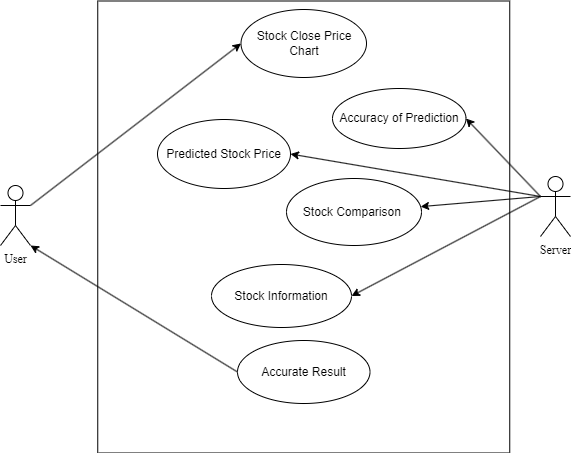 Stock Close Price
Chart
Accuracy of Prediction
Predicted Stock Price
Stock Comparison
User
Server
Stock Information
Accurate Result